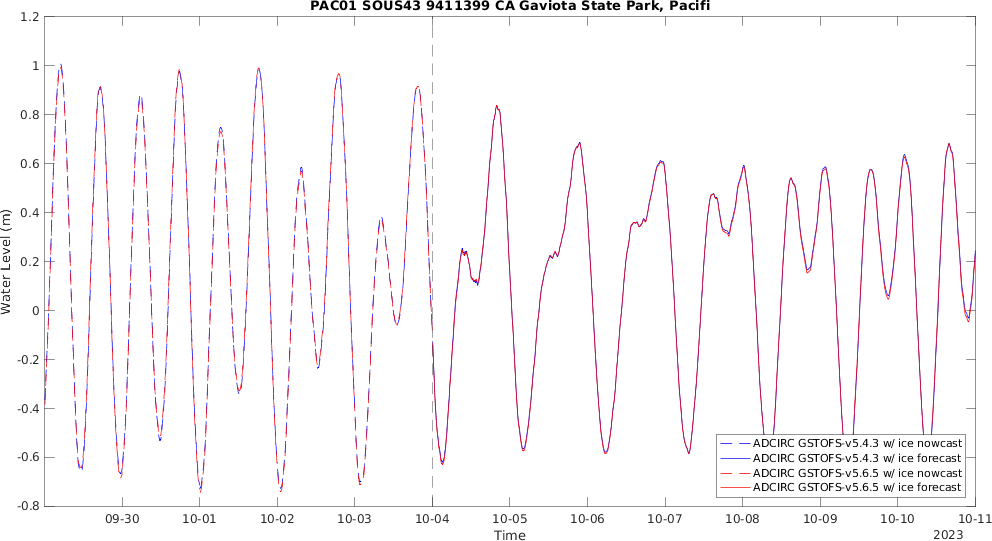 PAC01 SOUS43 9411399 CA Gaviota State Park, Pacifi
1.2
1
0.8
0.6
0.4
0.2
0
-0.2
-0.4
-0.6
-0.8
Water Level (m)
ADCIRC GSTOFS-v5.4.3 w/ ice nowcast
ADCIRC GSTOFS-v5.4.3 w/ ice forecast
ADCIRC GSTOFS-v5.6.5 w/ ice nowcast
ADCIRC GSTOFS-v5.6.5 w/ ice forecast
09-30 10-01 10-02 10-03 10-04 10-05 10-06 10-07 10-08 10-09 10-10 10-11
Time
2023